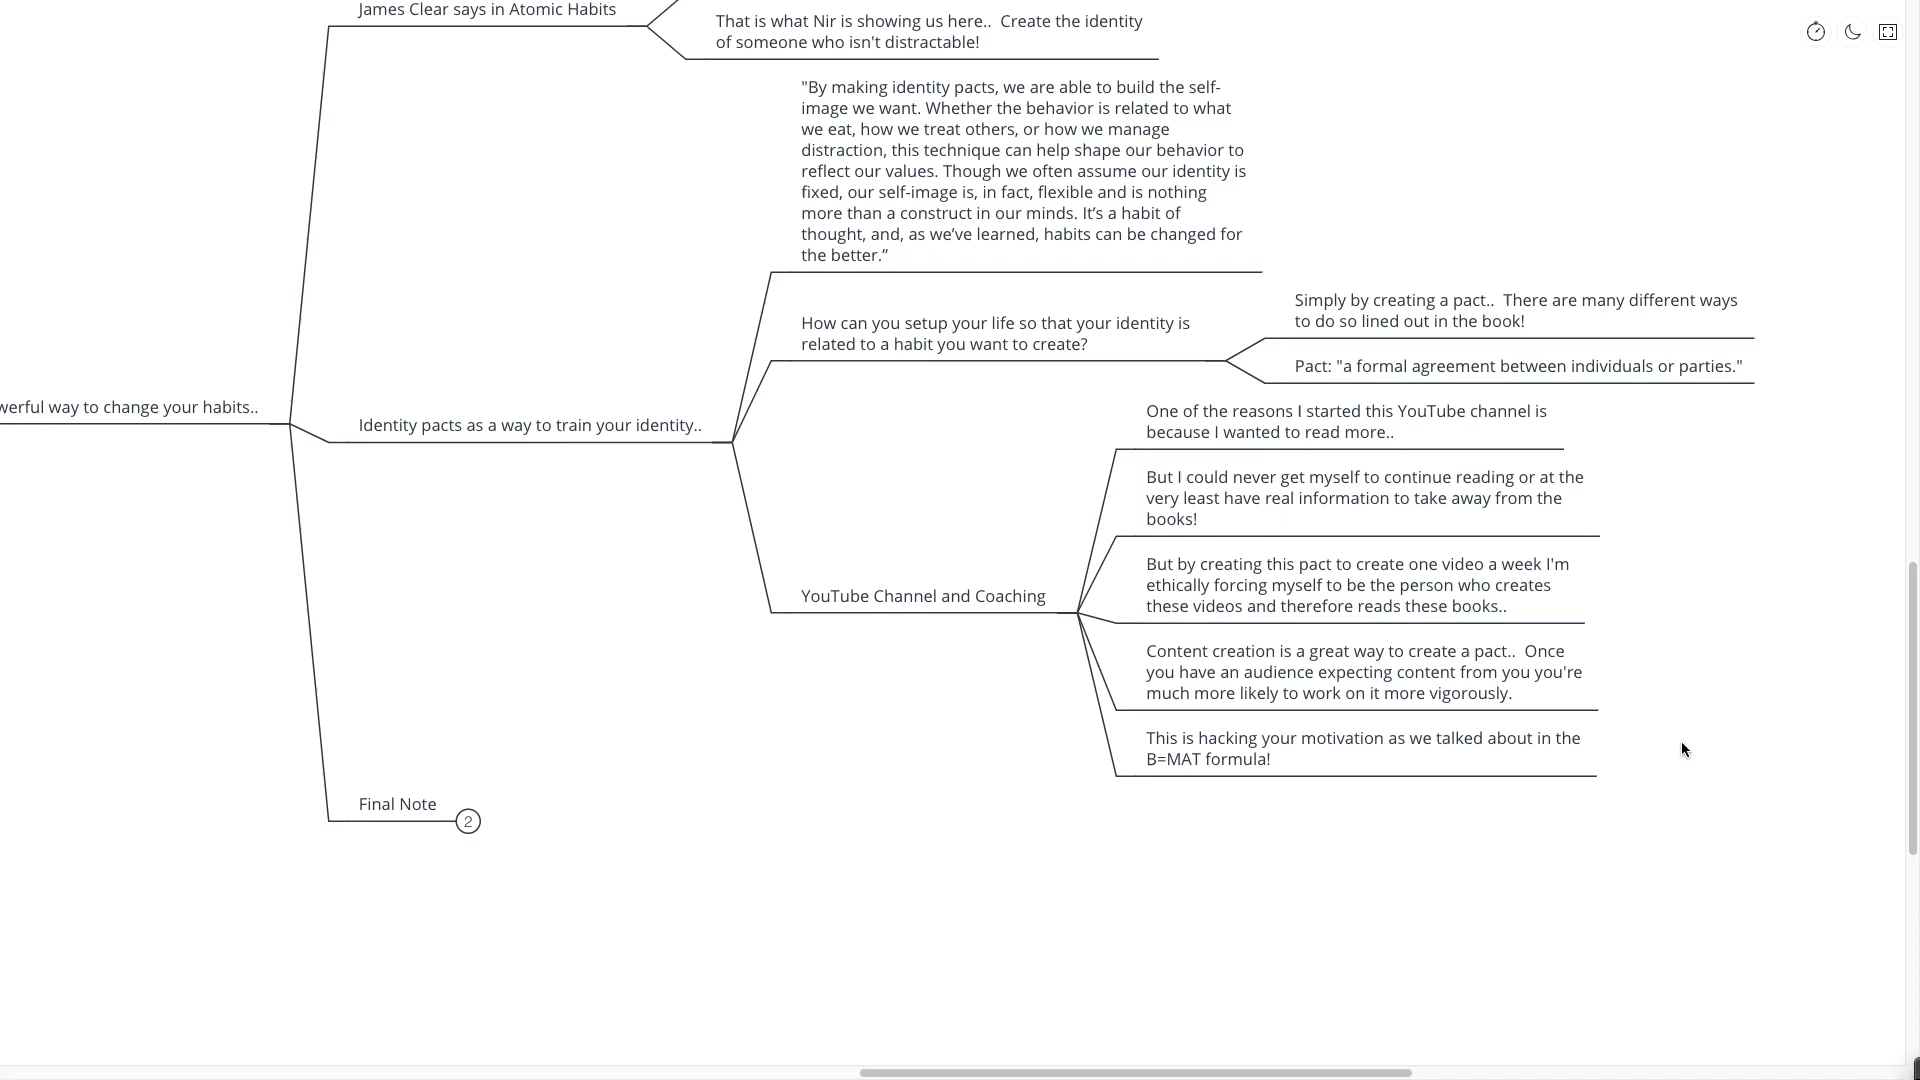 James Clear says in Atomic Habits
That is what Nir is showing us here..  Create the identity
of someone who isn't distractable!
"By making identity pacts, we are able to build the self-
image we want. Whether the behavior is related to what
we eat, how we treat others, or how we manage
distraction, this technique can help shape our behavior to
reflect our values. Though we often assume our identity is
fixed, our self-image is, in fact, flexible and is nothing
more than a construct in our minds. It’s a habit of
thought, and, as we’ve learned, habits can be changed for
the better.”
How can you setup your life so that your identity is
related to a habit you want to create?
Simply by creating a pact..  There are many different ways
to do so lined out in the book!
Pact: "a formal agreement between individuals or parties."
way to change your habits..
Identity pacts as a way to train your identity..
One of the reasons I started this YouTube channel is
because I wanted to read more..
But I could never get myself to continue reading or at the
very least have real information to take away from the
books!
But by creating this pact to create one video a week I'm
ethically forcing myself to be the person who creates
these videos and therefore reads these books..
YouTube Channel and Coaching
Content creation is a great way to create a pact..  Once
you have an audience expecting content from you you're
much more likely to work on it more vigorously.
This is hacking your motivation as we talked about in the
B=MAT formula!
Final Note
2